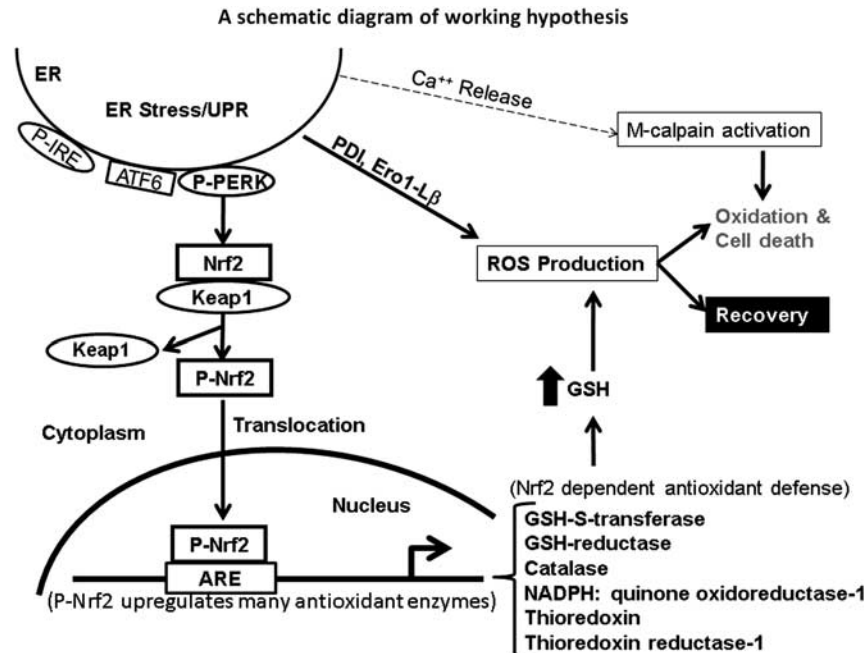 A schematic diagram of working hypothesis
ER
ER Stress/UPR
P-IRE
ATF6
P-PERK
Ca++ Release
M-calpain activation
PDI, Ero1-Lβ
Oxidation &
Cell death
ROS Production
Recovery
Nrf2
Keap1
Keap1
P-Nrf2
GSH
Cytoplasm
Translocation
Nucleus
P-Nrf2
ARE
(P-Nrf2 upregulates many antioxidant enzymes)
(Nrf2 dependent antioxidant defense)
GSH-S-transferase
GSH-reductase
Catalase
NADPH: quinone oxidoreductase-1
Thioredoxin
Thioredoxin reductase-1